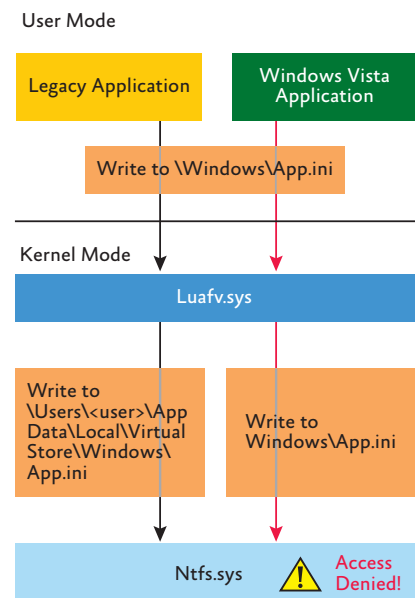 User Mode
Legacy Application
Windows Vista
Application
Write to \Windows\App.ini
Kernel Mode
Luafv.sys
Write to
\Users\<user>\App
Data\Local\Virtual
Store\Windows\
App.ini
Write to
Windows\App.ini
Ntfs.sys
Access
Denied!